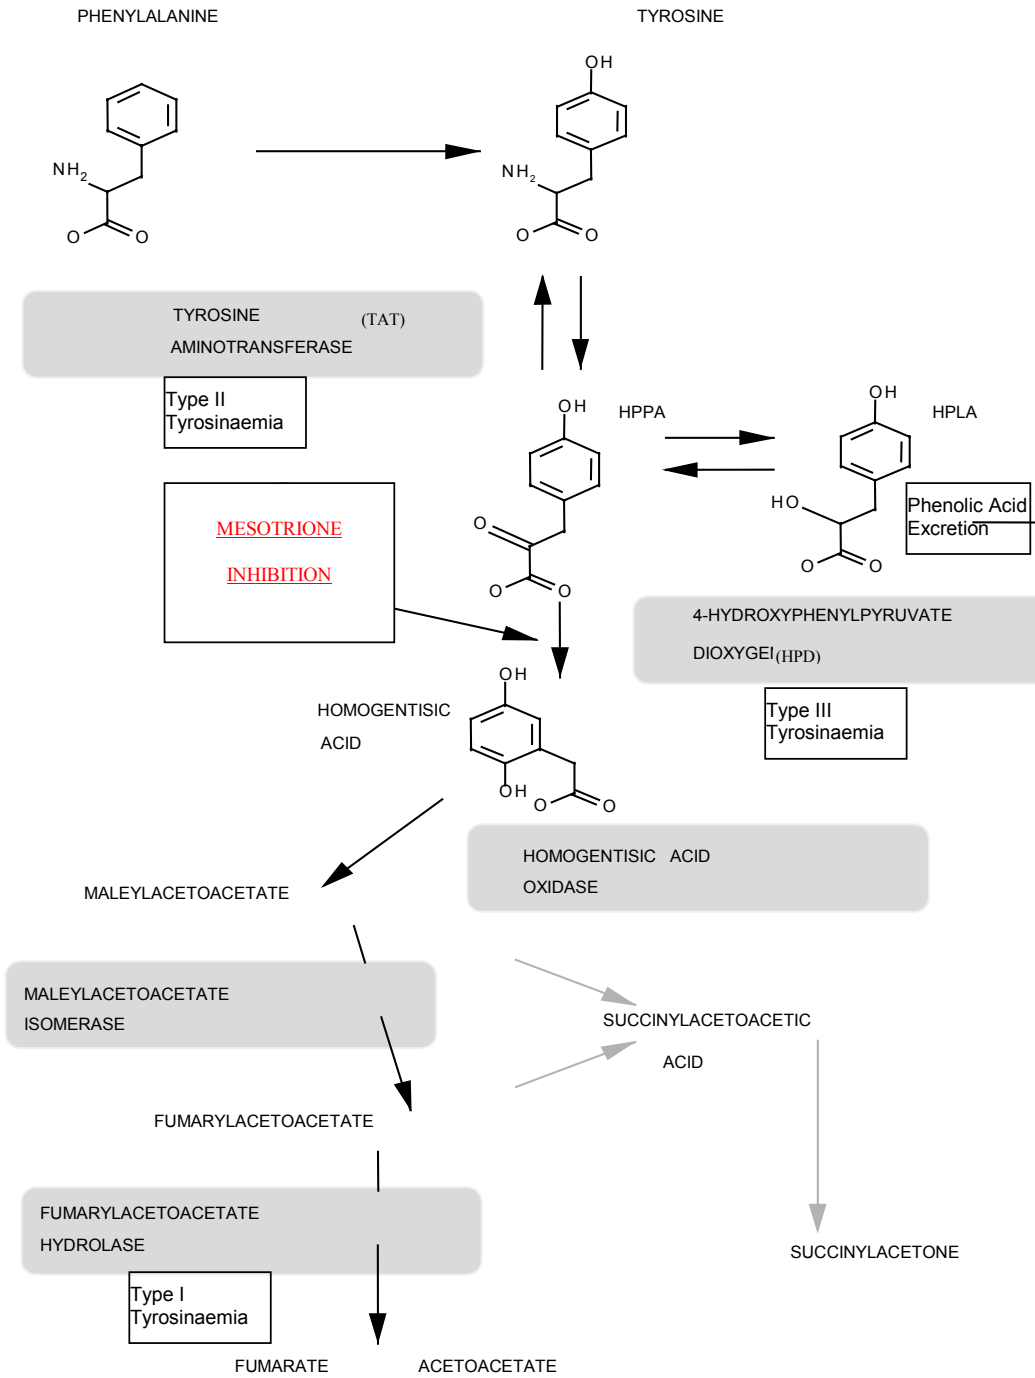 PHENYLALANINE
TYROSINE
OH
NH2
O
O
NH2
O
O
TYROSINE (TAT)
AMINOTRANSFERASE
Type II
Tyrosinaemia
OH
HPPA
OH
HPLA
MESOTRIONE
INHIBITION
O
O
O
HO
O
O
Phenolic Acid
Excretion
4-HYDROXYPHENYLPYRUVATE
DIOXYGEI(HPD)
Type III
Tyrosinaemia
HOMOGENTISIC
ACID
OH
OH
O
O
HOMOGENTISIC ACID
OXIDASE
MALEYLACETOACETATE
MALEYLACETOACETATE
ISOMERASE
SUCCINYLACETOACETIC
ACID
FUMARYLACETOACETATE
FUMARYLACETOACETATE
HYDROLASE
SUCCINYLACETONE
Type I
Tyrosinaemia
FUMARATE
ACETOACETATE